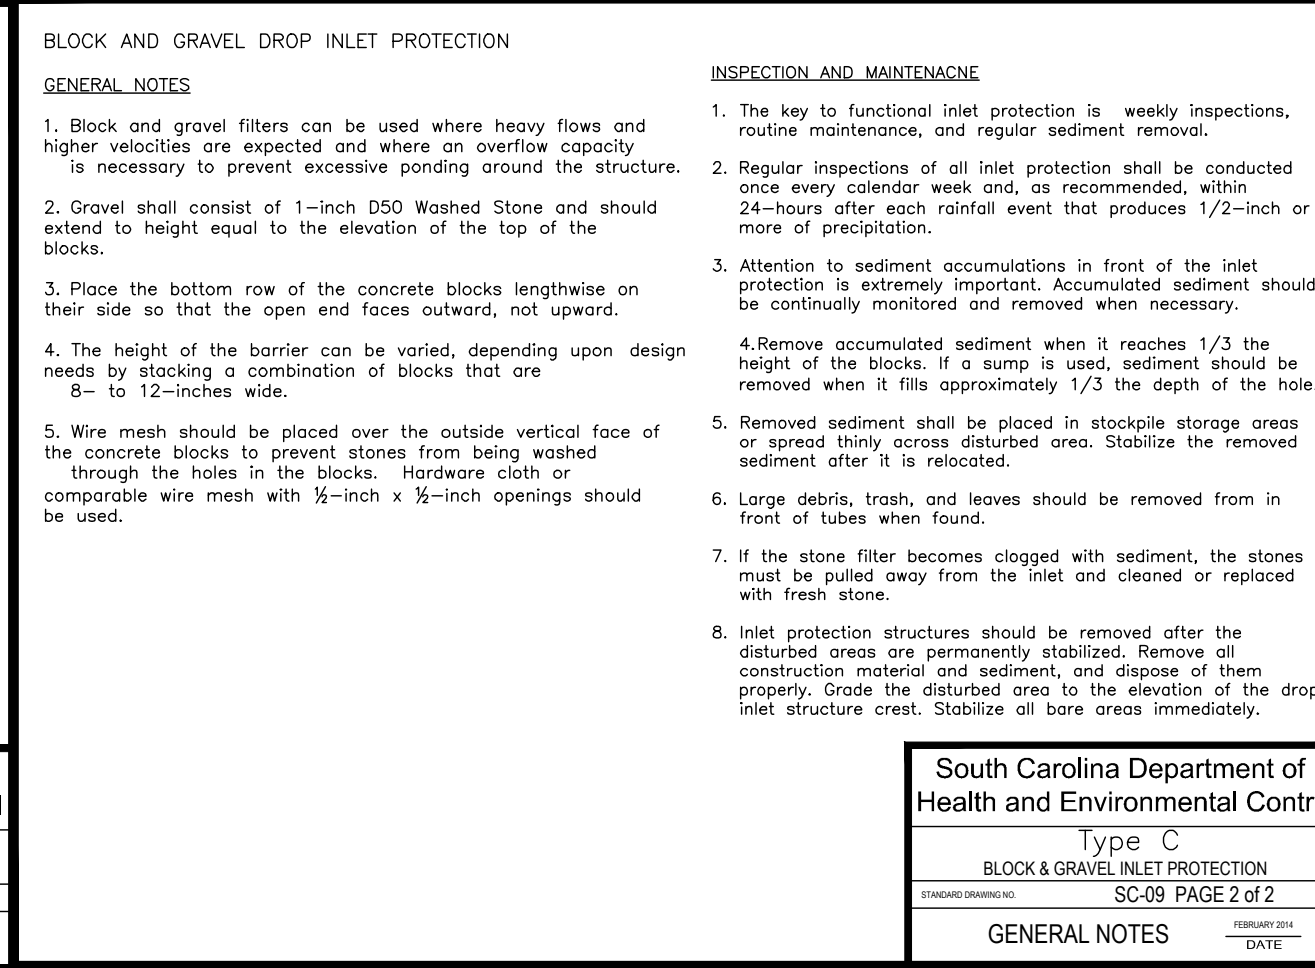 BLOCK AND GRAVEL DROP INLET PROTECTION
GENERAL NOTES
1. Block and gravel filters can be used where heavy flows and
higher velocities are expected and where an overflow capacity
is necessary to prevent excessive ponding around the structure.
2. Gravel shall consist of 1–inch D50 Washed Stone and should
extend to height equal to the elevation of the top of the
blocks.
3. Place the bottom row of the concrete blocks lengthwise on
their side so that the open end faces outward, not upward.
4. The height of the barrier can be varied, depending upon design
needs by stacking a combination of blocks that are
8– to 12–inches wide.
5. Wire mesh should be placed over the outside vertical face of
the concrete blocks to prevent stones from being washed
through the holes in the blocks. Hardware cloth or
comparable wire mesh with ½–inch x ½–inch openings should
be used.
INSPECTION AND MAINTENACNE
1. The key to functional inlet protection is weekly inspections,
routine maintenance, and regular sediment removal.
2. Regular inspections of all inlet protection shall be conducted
once every calendar week and, as recommended, within
24–hours after each rainfall event that produces 1/2–inch or
more of precipitation.
3. Attention to sediment accumulations in front of the inlet
protection is extremely important. Accumulated sediment should
be continually monitored and removed when necessary.
4.Remove accumulated sediment when it reaches 1/3 the
height of the blocks. If a sump is used, sediment should be
removed when it fills approximately 1/3 the depth of the hole.
5. Removed sediment shall be placed in stockpile storage areas
or spread thinly across disturbed area. Stabilize the removed
sediment after it is relocated.
6. Large debris, trash, and leaves should be removed from in
front of tubes when found.
7. If the stone filter becomes clogged with sediment, the stones
must be pulled away from the inlet and cleaned or replaced
with fresh stone.
8. Inlet protection structures should be removed after the
disturbed areas are permanently stabilized. Remove all
construction material and sediment, and dispose of them
properly. Grade the disturbed area to the elevation of the drop
inlet structure crest. Stabilize all bare areas immediately.
South Carolina Department of
Health and Environmental Contr
Type C
BLOCK & GRAVEL INLET PROTECTION
STANDARD DRAWING NO. SC-09 PAGE 2 of 2
GENERAL NOTES FEBRUARY 2014
DATE